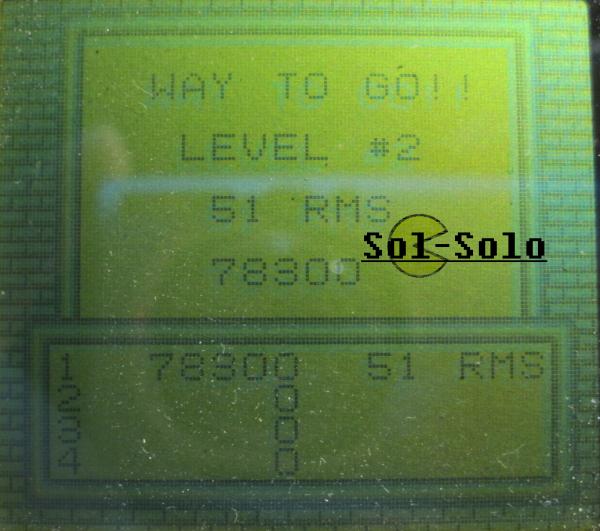 WAY TO GO!!
LEVEL #2
51 RMS
Sol-Solo
78300
1 78300 51 RMS
2 0
3 0
4 0